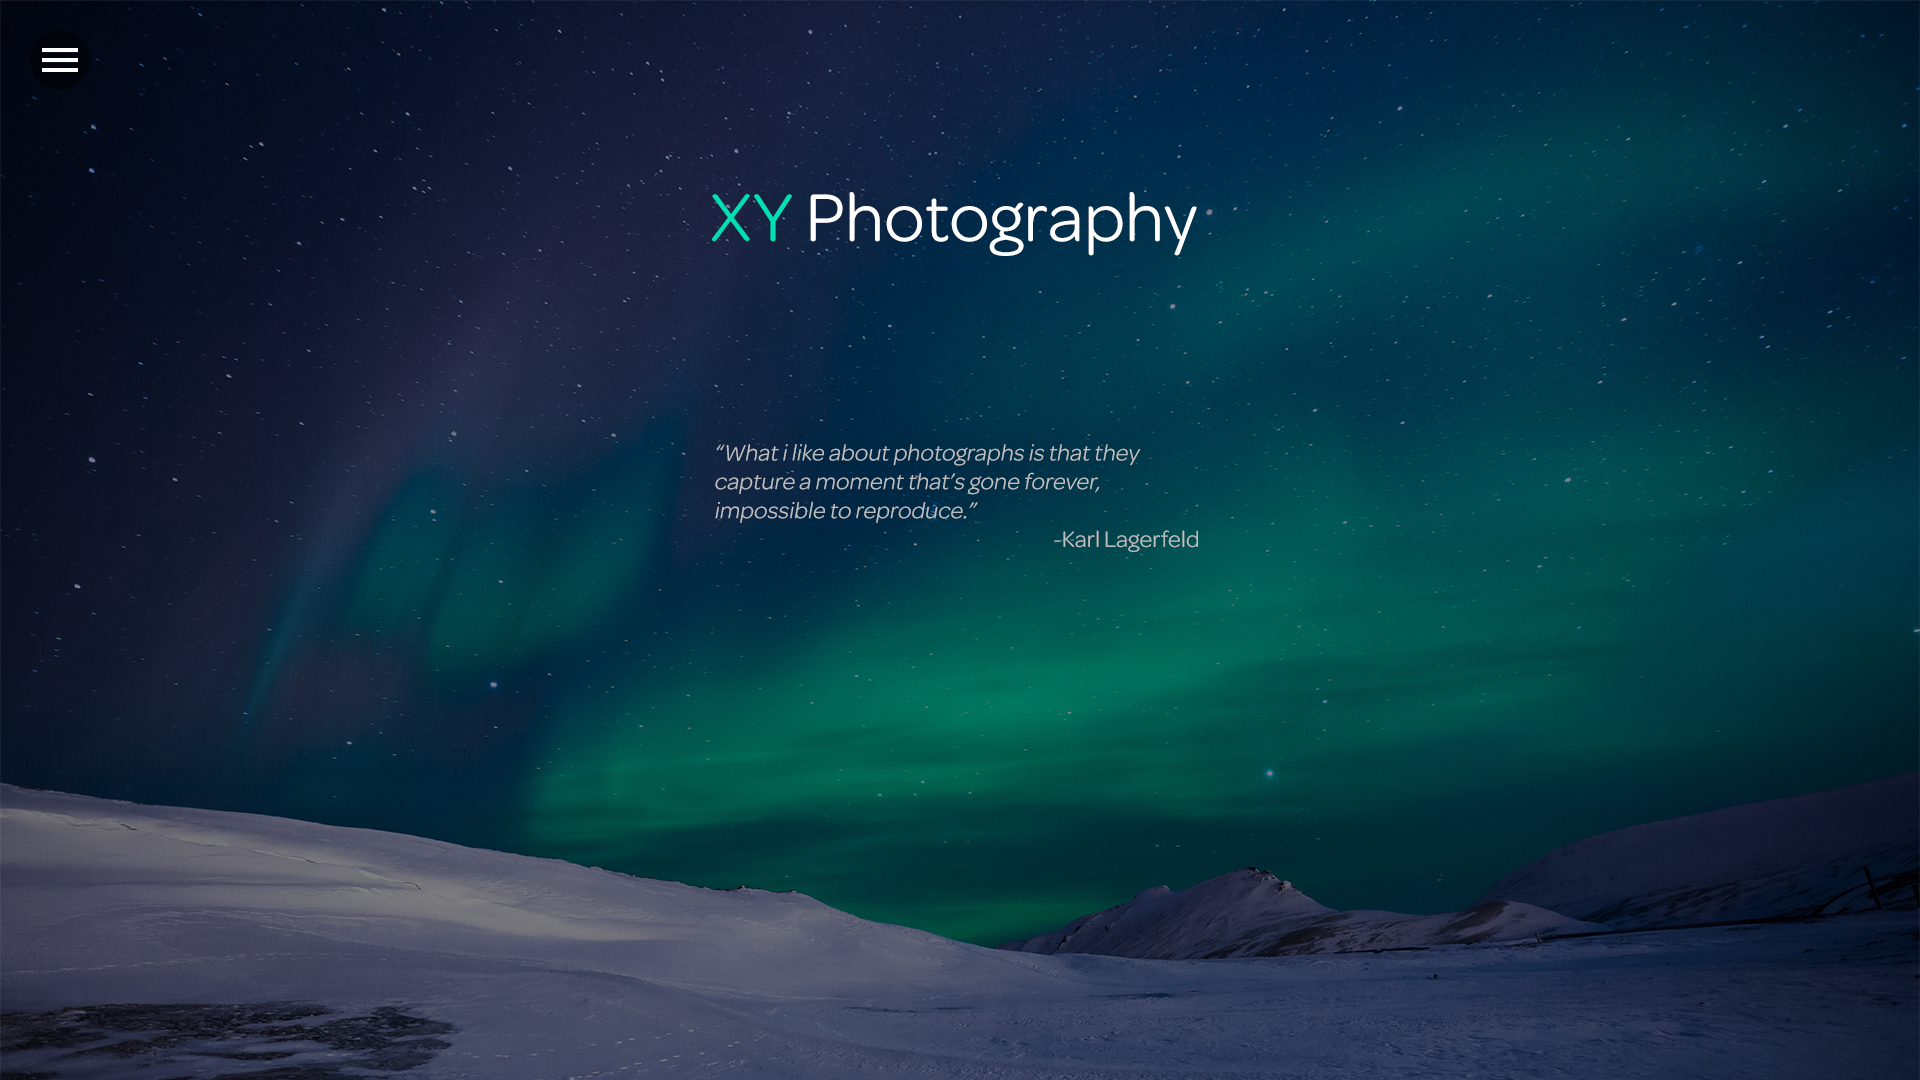 XY Photography
“What i like about photographs is that they
capture a moment that’s gone forever,
impossible to reproduce.”
-Karl Lagerfeld